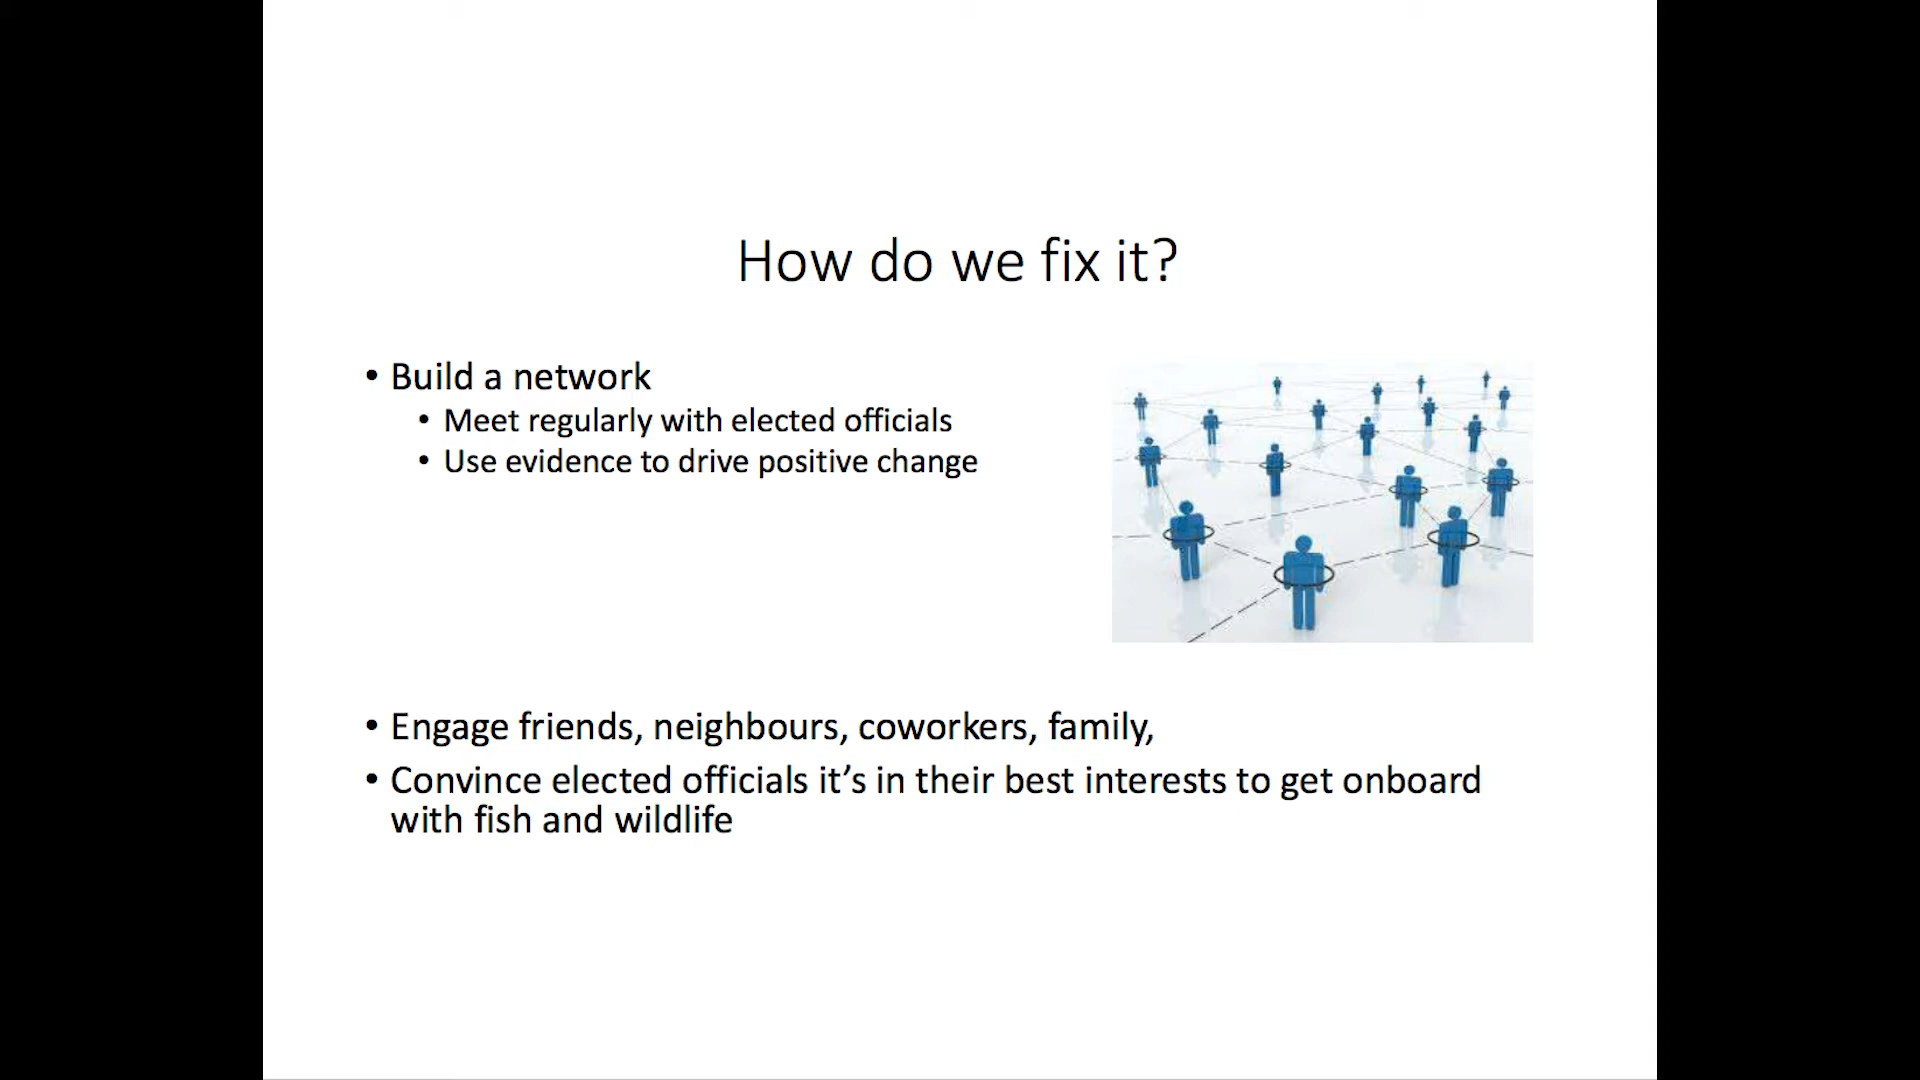 How do we fix it?
• Build a network
• Meet regularly with elected officials
• Use evidence to drive positive change
• Engage friends, neighbours, coworkers, family,
• Convince elected officials it’s in their best interests to get onboard
with fish and wildlife